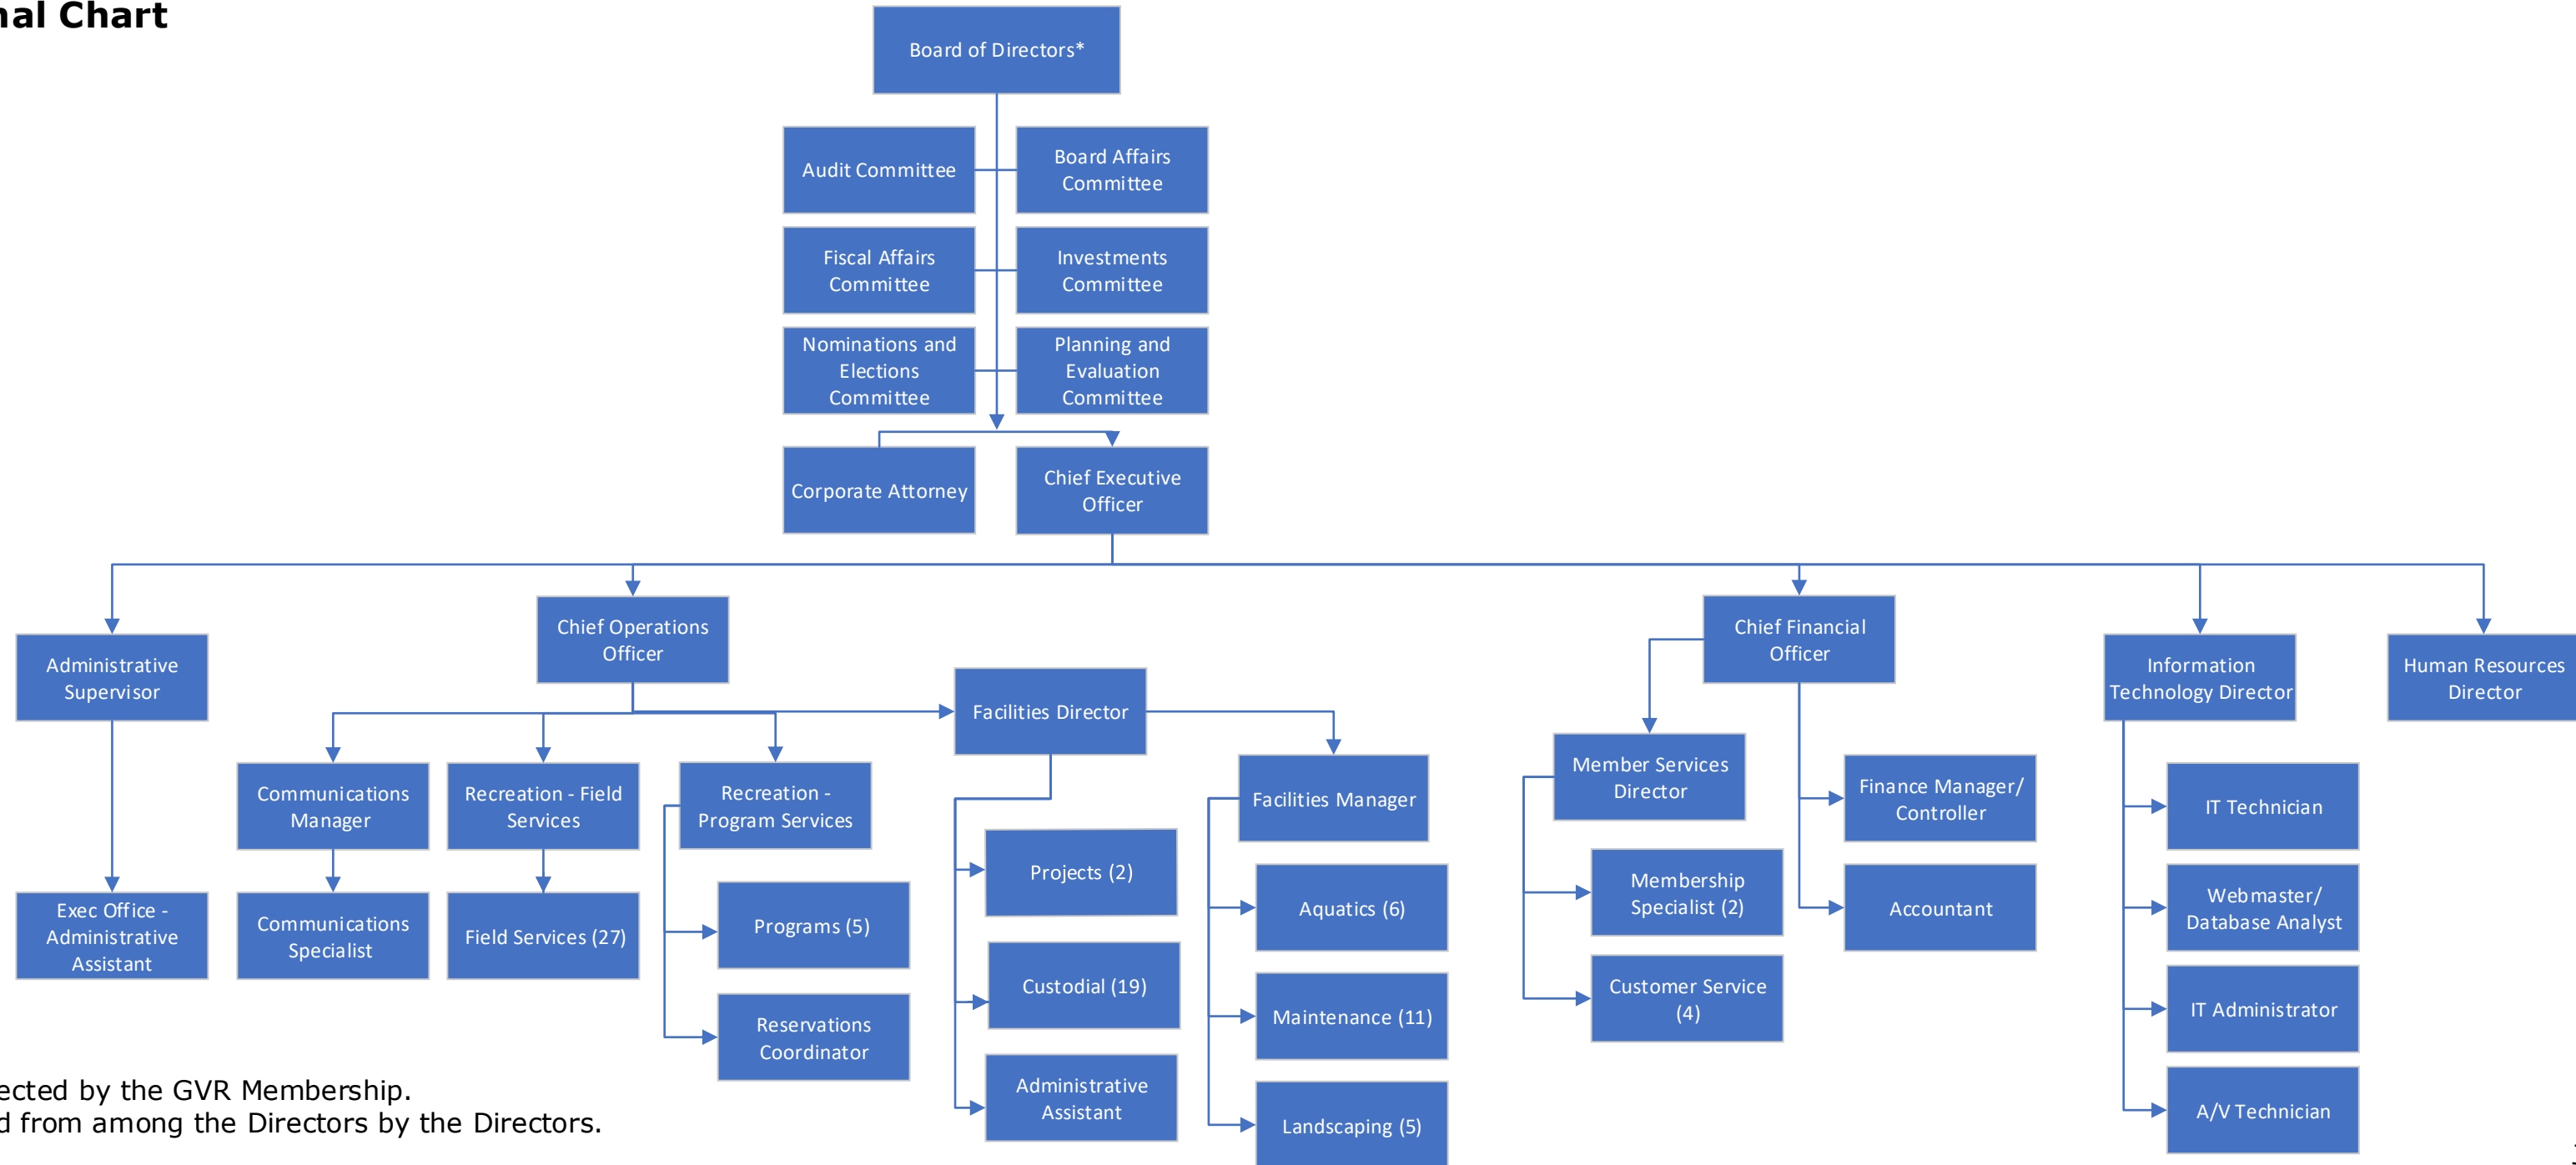 nal Chart
Board of Directors*
Audit Committee
Board Affairs
Committee
Fiscal Affairs
Committee
Investments
Committee
Nominations and
Elections
Committee
Planning and
Evaluation
Committee
Corporate Attorney
Chief Executive
Officer
Administrative
Supervisor
Chief Operations
Officer
Chief Financial
Officer
Information
Technology Director
Human Resources
Director
Facilities Director
Communications
Manager
Recreation - Field
Services
Recreation -
Program Services
Facilities Manager
Member Services
Director
Finance Manager/
Controller
IT Technician
Exec Office -
Administrative
Assistant
Communications
Specialist
Field Services (27)
Programs (5)
Reservations
Coordinator
Projects (2)
Custodial (19)
Administrative
Assistant
Aquatics (6)
Maintenance (11)
Landscaping (5)
Membership
Specialist (2)
Customer Service
(4)
Accountant
Webmaster/
Database Analyst
IT Administrator
A/V Technician
ected by the GVR Membership.
d from among the Directors by the Directors.